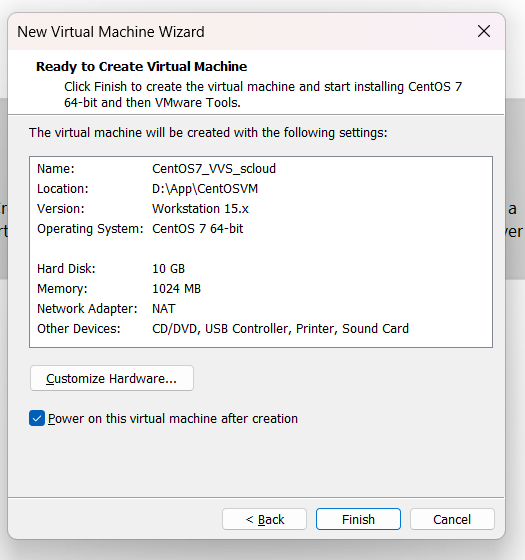 New Virtual Machine Wizard
Ready to Create Virtual Machine
Click Finish to create the virtual machine and start installing CentOS 7
64-bit and then VMware Tools.
The virtual machine will be created with the following settings:
Name: CentOS7_VVS_scloud
Location: D:\App\CentOSVM
Version: Workstation 15.x
Operating System: CentOS 7 64-bit
Hard Disk: 10 GB
Memory: 1024 MB
Network Adapter: NAT
Other Devices: CD/DVD, USB Controller, Printer, Sound Card
a
Customize Hardware...
Power on this virtual machine after creation
< Back Finish Cancel